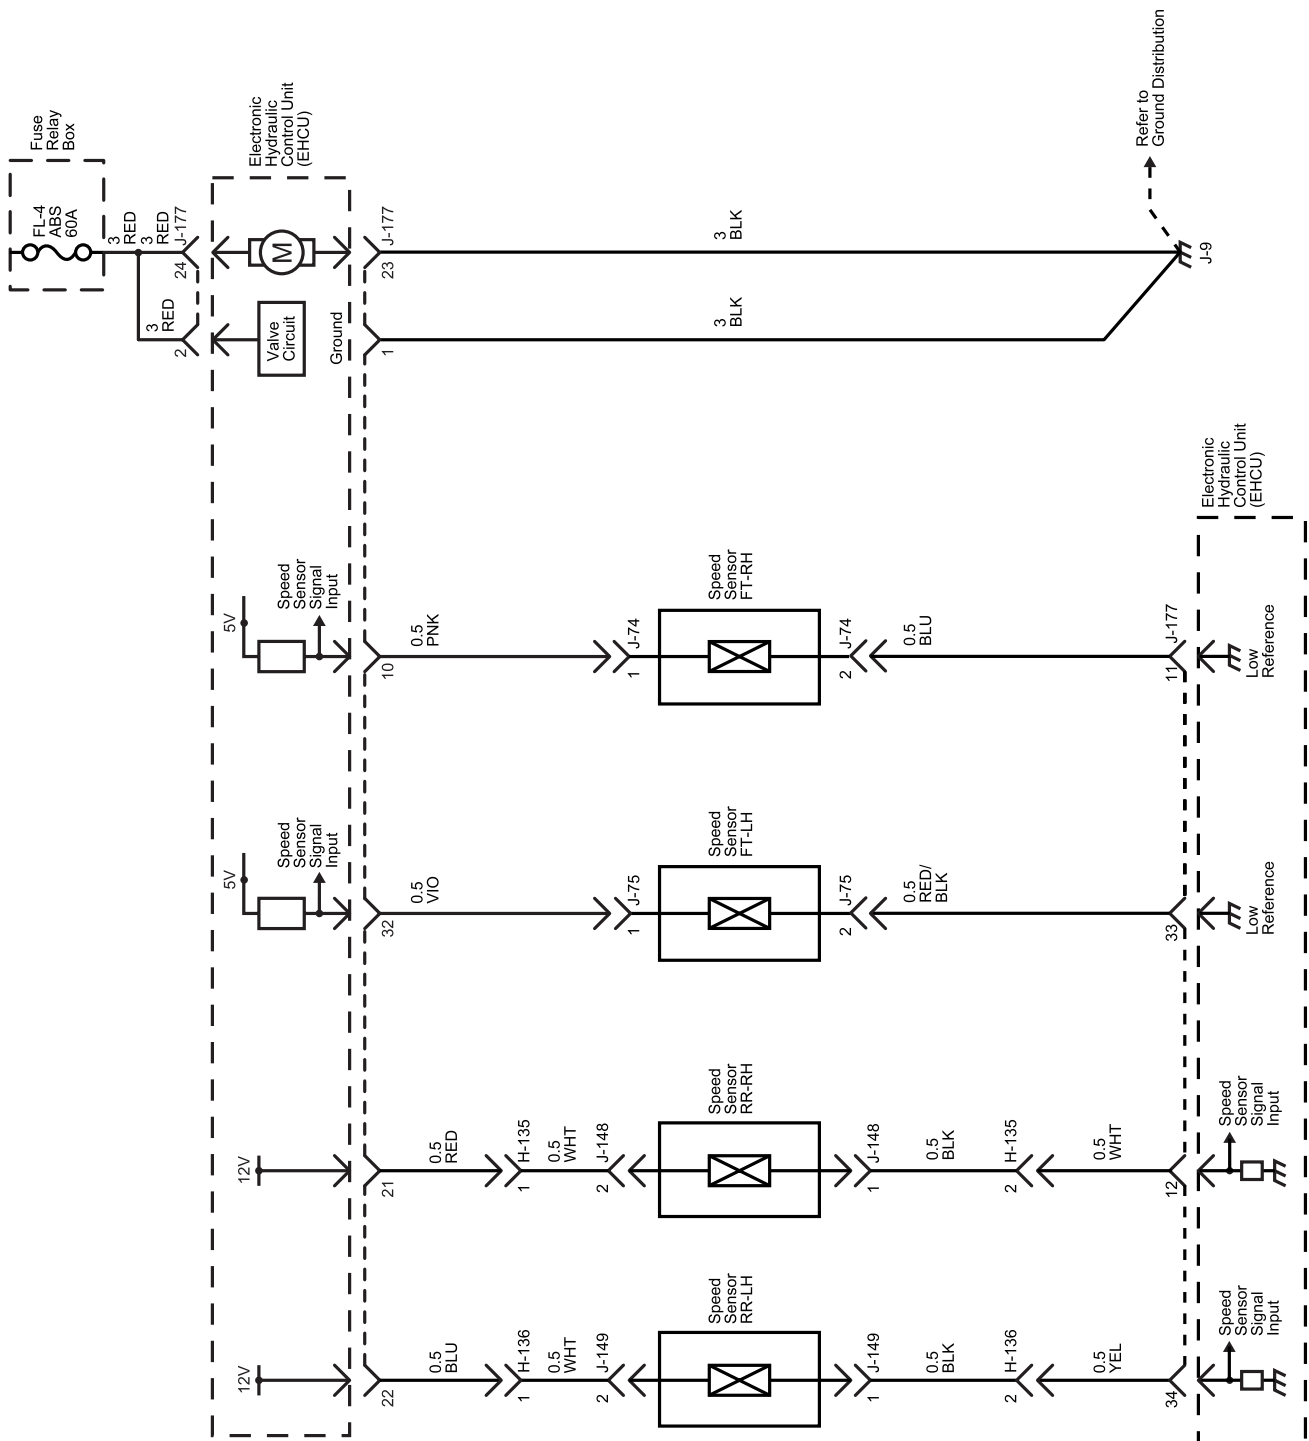 Fuse
Relay
Box
FL-4
ABS
60A
3
RED
3
RED
J-177
24
3
RED
2
Electronic
Hydraulic
Control Unit
(EHCU)
M
Valve
Circuit
Ground
J-177
23
1
3
BLK
3
BLK
Refer to
Ground Distribution
J-9
5V
Speed
Sensor
Signal
Input
10
0.5
PNK
J-74
1
Speed
Sensor
FT-RH
J-74
2
0.5
BLU
J-177
11
Low
Reference
Electronic
Hydraulic
Control Unit
(EHCU)
5V
Speed
Sensor
Signal
Input
32
0.5
VIO
J-75
1
Speed
Sensor
FT-LH
J-75
2
0.5
RED/
BLK
33
Low
Reference
12V
21
0.5
RED
H-135
1
0.5
WHT
J-148
2
Speed
Sensor
RR-RH
J-148
1
0.5
BLK
H-135
2
0.5
WHT
12
Speed
Sensor
Signal
Input
12V
22
0.5
BLU
H-136
1
0.5
WHT
J-149
2
Speed
Sensor
RR-LH
J-149
1
0.5
BLK
H-136
2
0.5
YEL
34
Speed
Sensor
Signal
Input